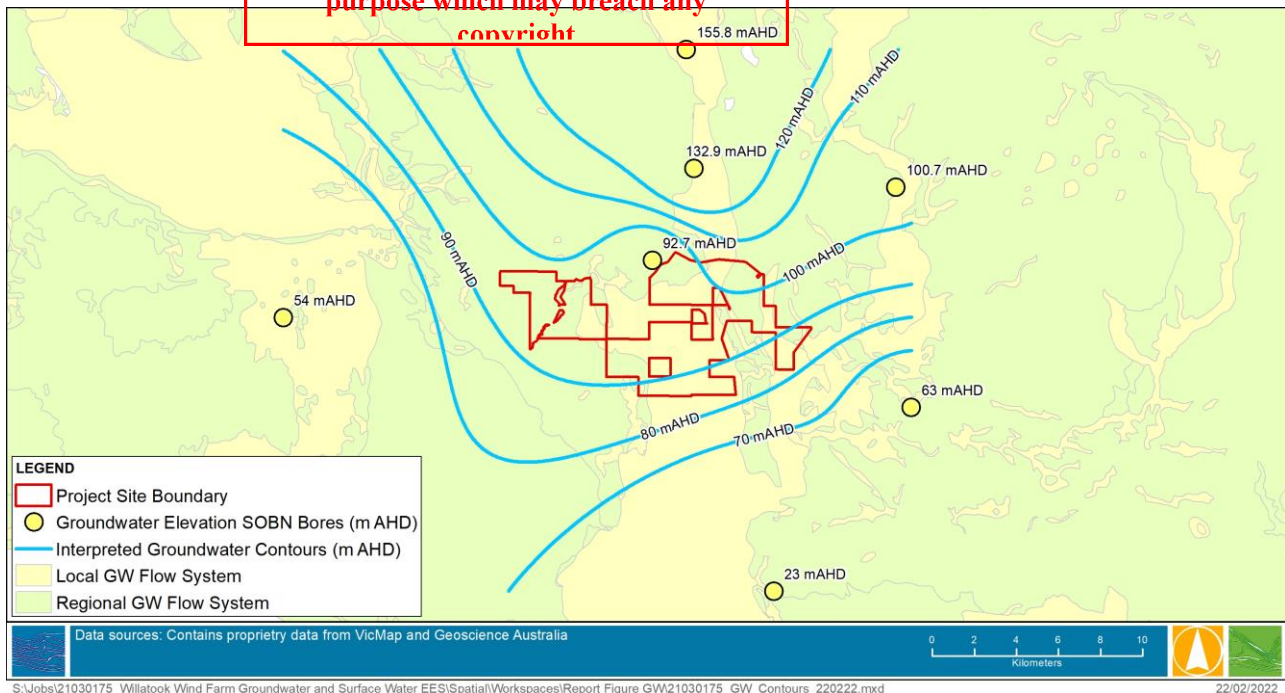 purpose which may breach any
copyright
155.8 mAHD
120 mAHD
110 mAHD
132.9 mAHD
100.7 mAHD
90 mAHD
92.7 mAHD
100 mAHD
54 mAHD
63 mAHD
80 mAHD
70 mAHD
23 mAHD
LEGEND
Project Site Boundary
Groundwater Elevation SOBN Bores (m AHD)
Interpreted Groundwater Contours (m AHD)
Local GW Flow System
Regional GW Flow System
Data sources: Contains proprietry data from VicMap and Geoscience Australia
0 2 4 6 8 10
Kilometers
S:\Jobs\21030175_Willatook Wind Farm Groundwater and Surface Water EES\Spatial\Workspaces\Report Figure GW\21030175_GW_Contours_220222.mxd
22/02/2022